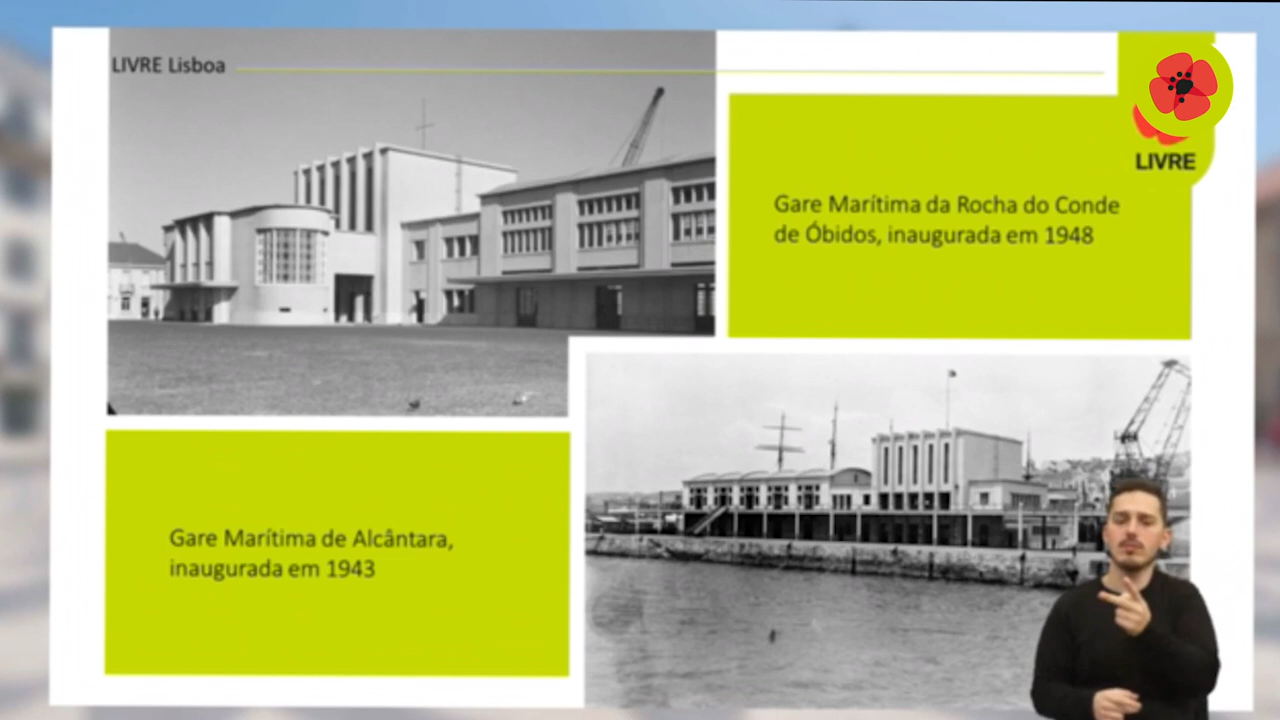 LIVRE Lisboa
LIVRE
Gare Marítima da Rocha do Conde
de Óbidos, inaugurada em 1948
Gare Marítima de Alcântara,
inaugurada em 1943